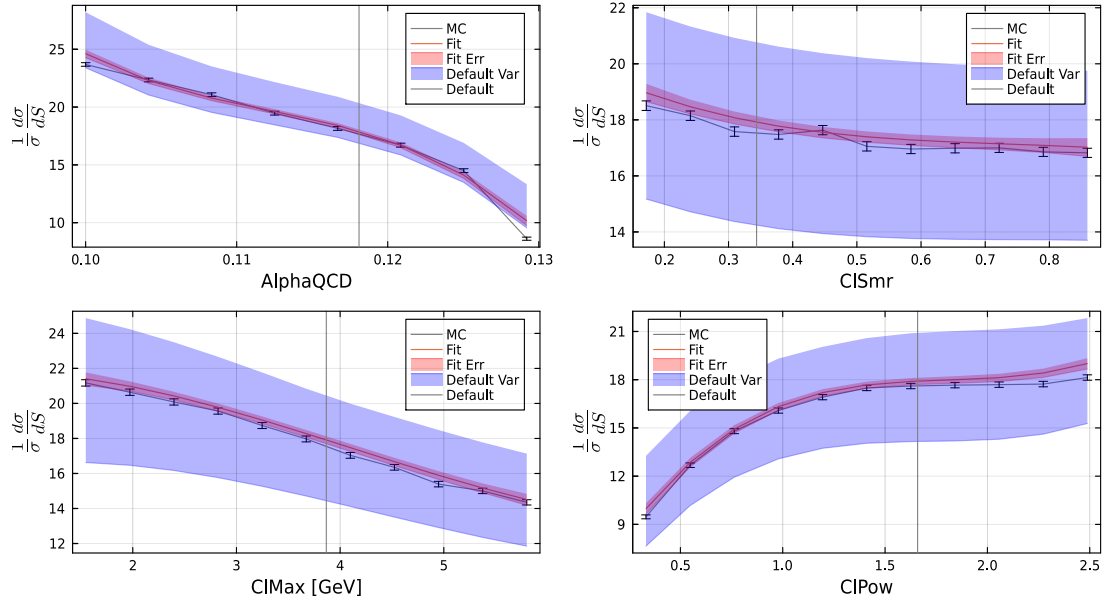 25
20
15
10
0.10
0.11
0.12
0.13
AlphaQCD
1/σ dσ/dS
MC
Fit
Fit Err
Default Var
Default
22
20
18
16
14
0.2
0.3
0.4
0.5
0.6
0.7
0.8
ClSmr
1/σ dσ/dS
MC
Fit
Fit Err
Default Var
Default
24
22
20
18
16
14
12
2
3
4
5
ClMax [GeV]
1/σ dσ/dS
MC
Fit
Fit Err
Default Var
Default
21
18
15
12
9
0.5
1.0
1.5
2.0
2.5
ClPow
1/σ dσ/dS
MC
Fit
Fit Err
Default Var
Default